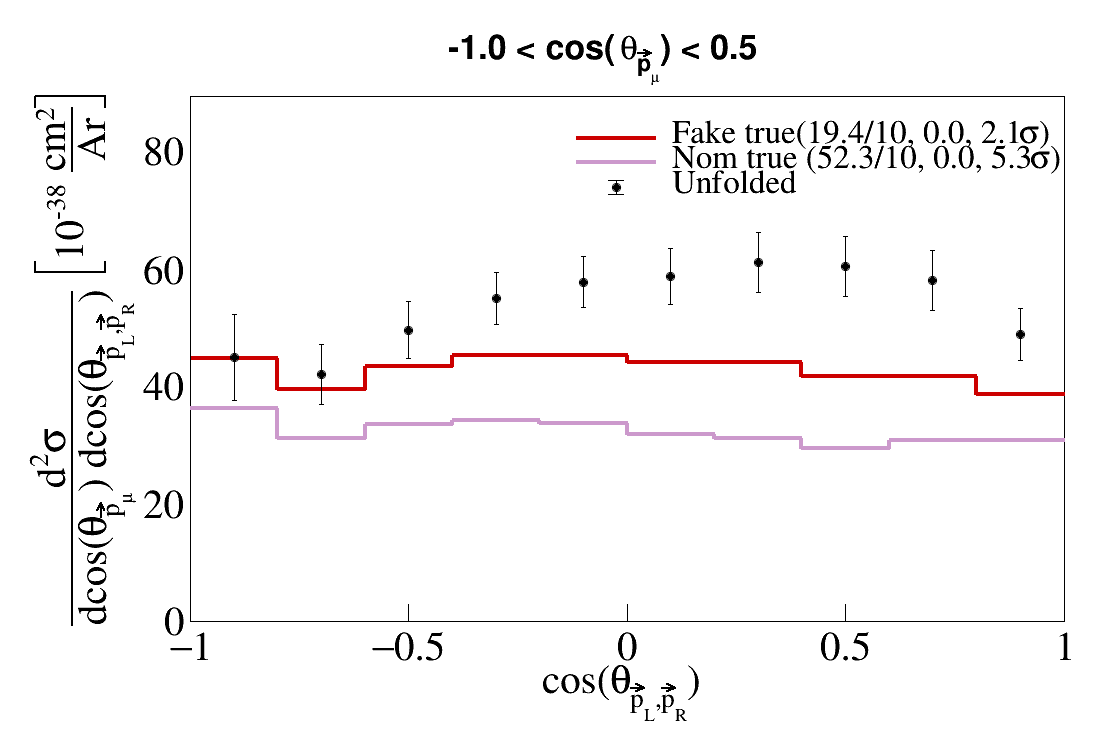 -1.0 < cos(θp⃗μ) < 0.5
d²σ
dcos(θp⃗μ) dcos(θp⃗L,p⃗R)
[10⁻³⁸ cm²/Ar]
80
60
40
20
0
Fake true(19.4/10, 0.0, 2.1σ)
Nom true (52.3/10, 0.0, 5.3σ)
Unfolded
−1 −0.5 0 0.5 1
cos(θp⃗L,p⃗R)